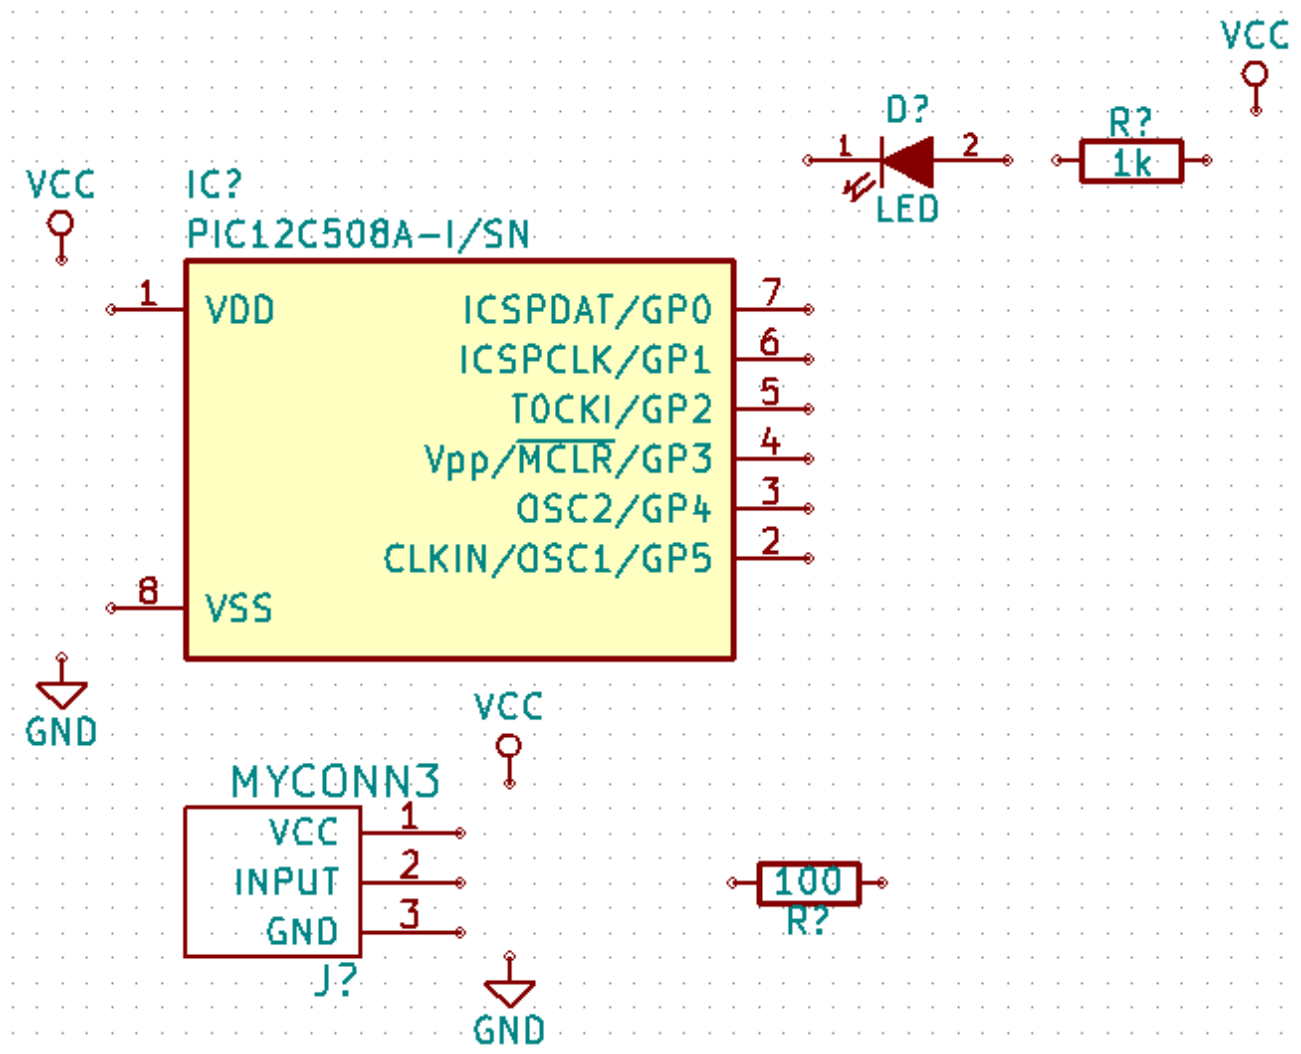 VCC
D?
R?
1
2
1k
LED
VCC
IC?
PIC12C508A-I/SN
1
VDD
ICSPDAT/GP0
7
ICSPCLK/GP1
6
T0CKI/GP2
5
Vpp/MCLR/GP3
4
OSC2/GP4
3
CLKIN/OSC1/GP5
2
8
VSS
GND
VCC
MYCONN3
VCC
1
INPUT
2
GND
3
J?
100
R?
GND